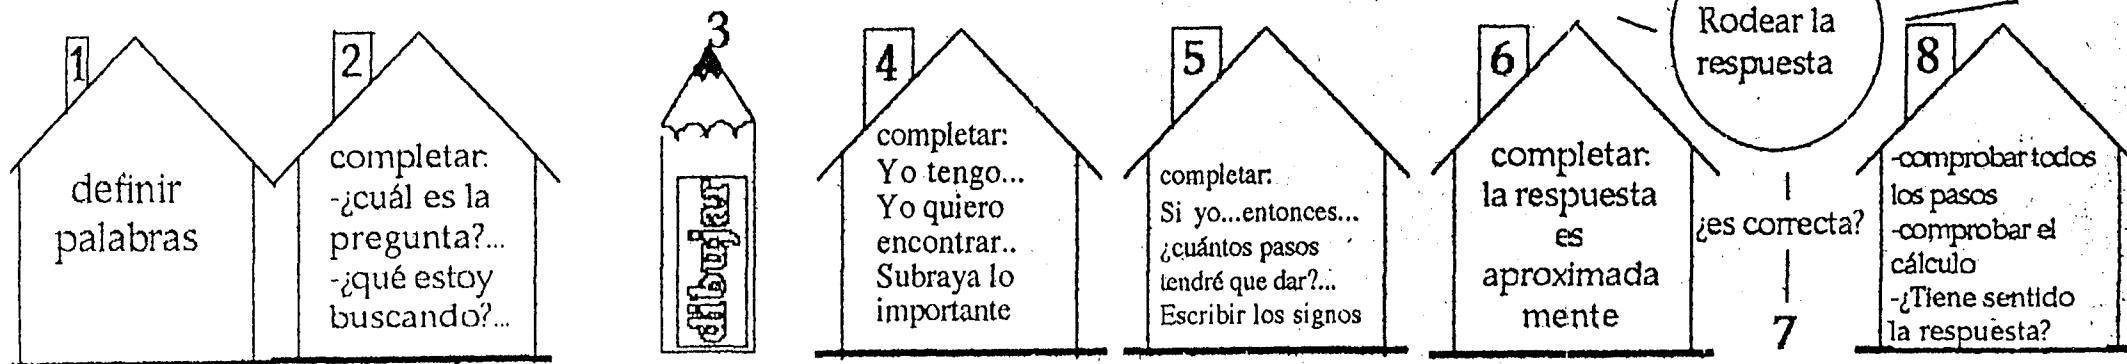 1
definir
palabras
2
completar:
-¿cuál es la
pregunta?...
-¿qué estoy
buscando?...
3
dibujar
4
completar:
Yo tengo...
Yo quiero
encontrar..
Subraya lo
importante
5
completar:
Si yo...entonces...
¿cuántos pasos
tendré que dar?...
Escribir los signos
6
completar:
la respuesta
es
aproximada
mente
Rodear la
respuesta
¿es correcta?
7
8
-comprobar todos
los pasos
-comprobar el
cálculo
-¿Tiene sentido
la respuesta?